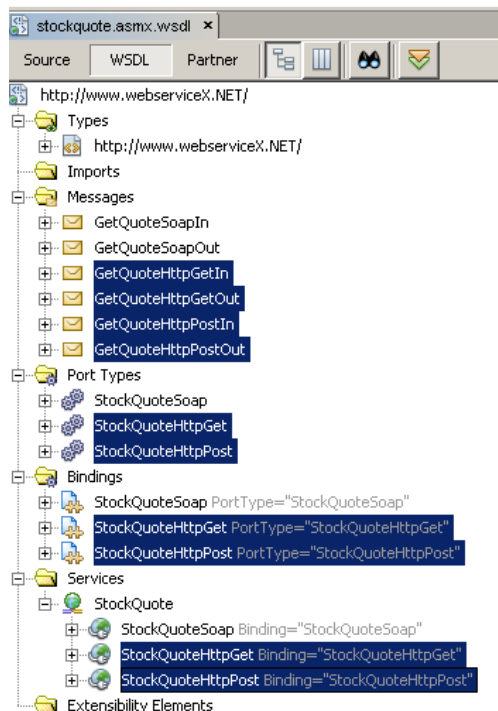 stockquote.asmx.wsdl x
Source WSDL Partner
http://www.webserviceX.NET/
Types
http://www.webserviceX.NET/
Imports
Messages
GetQuoteSoapIn
GetQuoteSoapOut
GetQuoteHttpGetIn
GetQuoteHttpGetOut
GetQuoteHttpPostIn
GetQuoteHttpPostOut
Port Types
StockQuoteSoap
StockQuoteHttpGet
StockQuoteHttpPost
Bindings
StockQuoteSoap PortType="StockQuoteSoap"
StockQuoteHttpGet PortType="StockQuoteHttpGet"
StockQuoteHttpPost PortType="StockQuoteHttpPost"
Services
StockQuote
StockQuoteSoap Binding="StockQuoteSoap"
StockQuoteHttpGet Binding="StockQuoteHttpGet"
StockQuoteHttpPost Binding="StockQuoteHttpPost"
Extensibility Elements